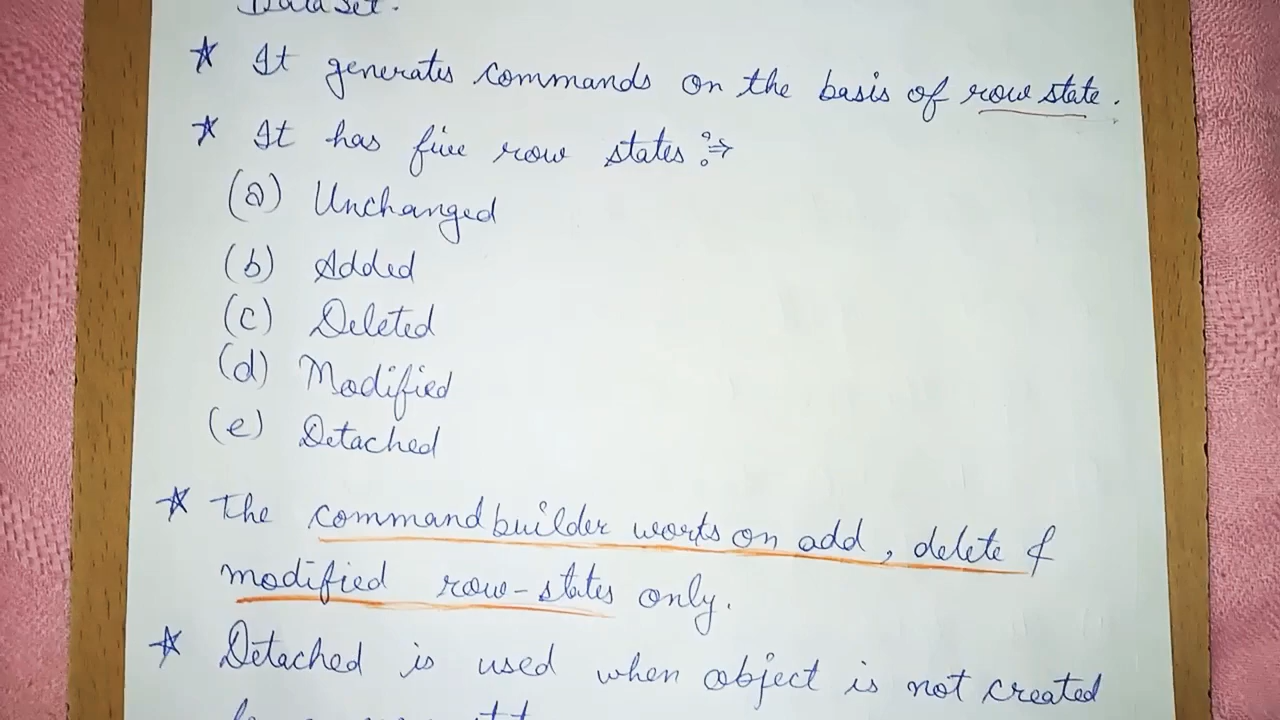 DataSet.
☆ It generates commands on the basis of row state.
☆ It has five row states :⇒
(a) Unchanged
(b) Added
(c) Deleted
(d) Modified
(e) Detached
☆ The commandbuilder works on add, delete &
modified row-states only.
☆ Detached is used when object is not created